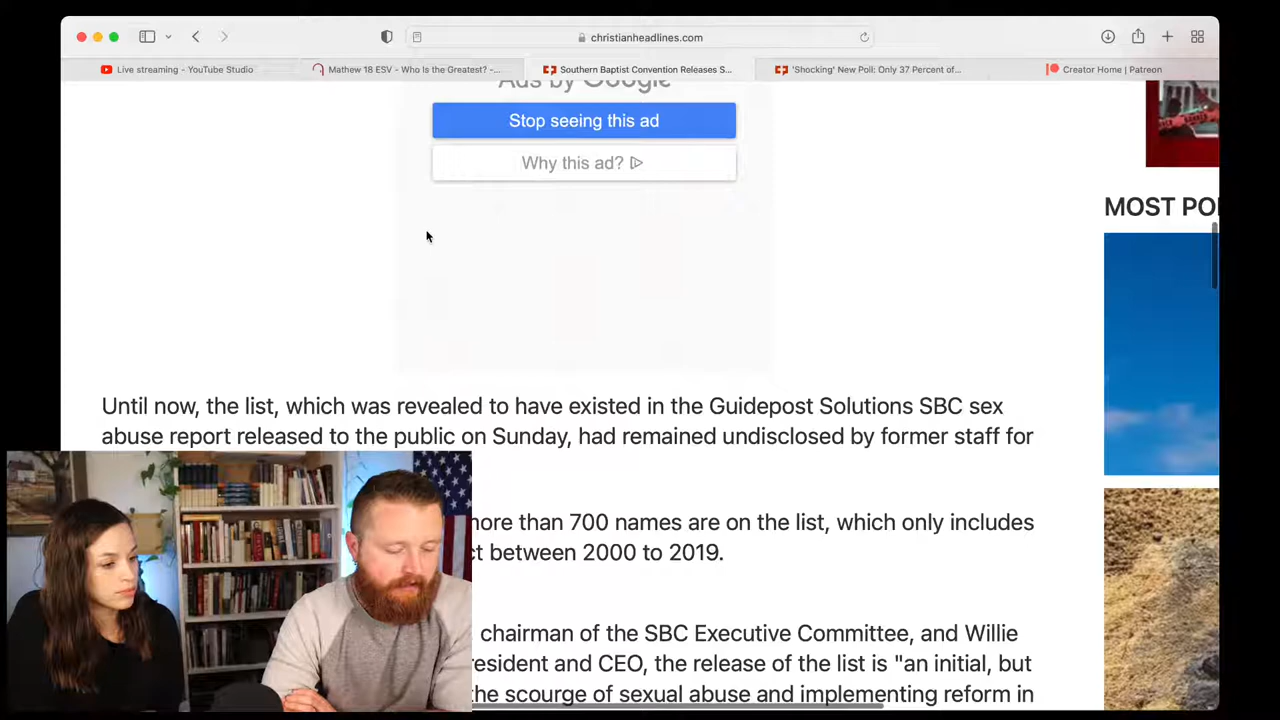 christianheadlines.com
Live streaming - YouTube Studio
Mathew 18 ESV - Who Is the Greatest? -...
Southern Baptist Convention Releases S...
'Shocking' New Poll: Only 37 Percent of...
Creator Home | Patreon
Ads by Google
Stop seeing this ad
Why this ad?
MOST PO
Until now, the list, which was revealed to have existed in the Guidepost Solutions SBC sex
abuse report released to the public on Sunday, had remained undisclosed by former staff for
more than 700 names are on the list, which only includes
ct between 2000 to 2019.
chairman of the SBC Executive Committee, and Willie
resident and CEO, the release of the list is "an initial, but
the scourge of sexual abuse and implementing reform in